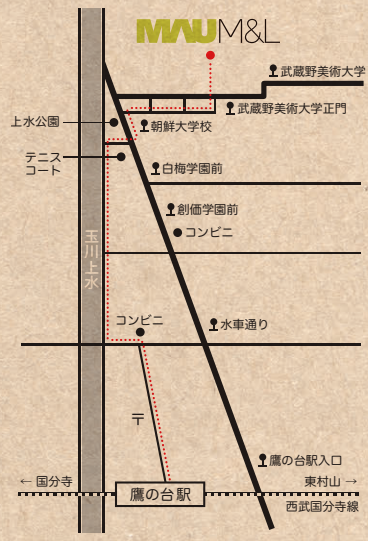 MAU M&L
武蔵野美術大学
武蔵野美術大学正門
上水公園
朝鮮大学校
テニス
コート
白梅学園前
創価学園前
コンビニ
玉川上水
コンビニ
水車通り
〒
鷹の台駅入口
← 国分寺
東村山 →
鷹の台駅
西武国分寺線